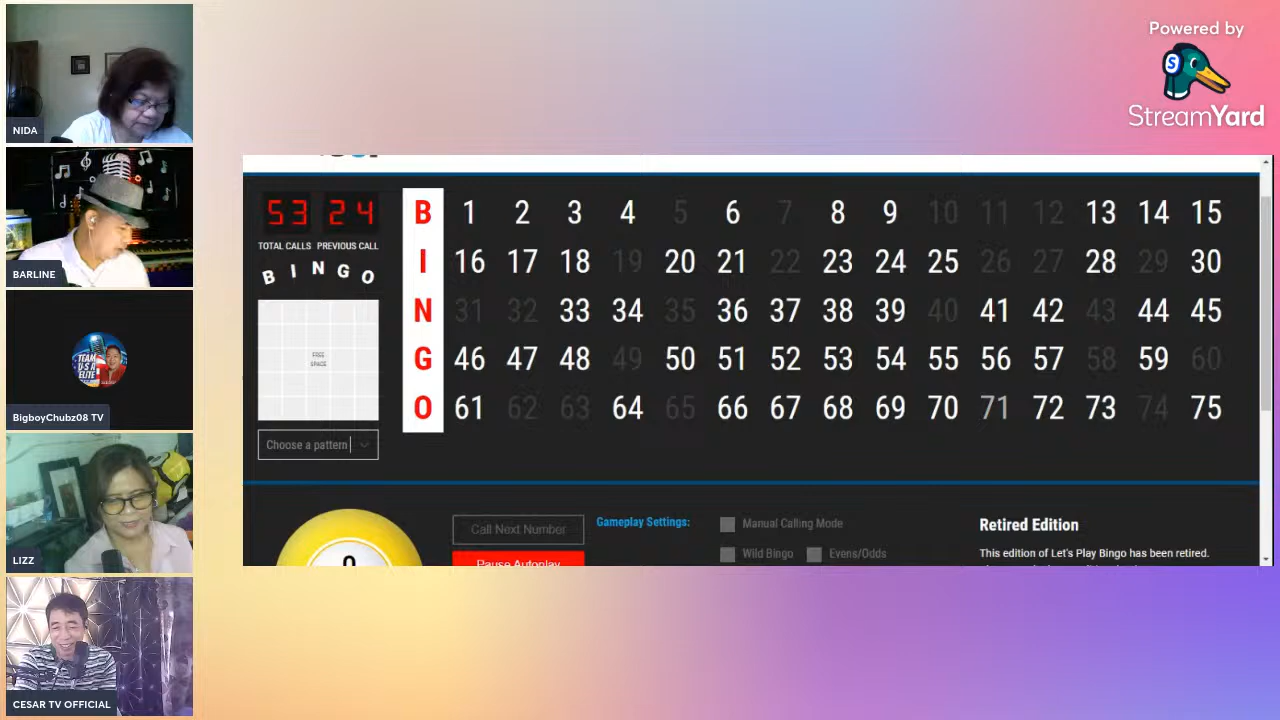 NIDA
BARLINE
TEAM
U-S-A
ELITE
BigboyChubz08 TV
LIZZ
CESAR TV OFFICIAL
Powered by
S
StreamYard
53 24
TOTAL CALLS PREVIOUS CALL
B I N G O
FREE
SPACE
Choose a pattern
B 1 2 3 4 5 6 7 8 9 10 11 12 13 14 15
I 16 17 18 19 20 21 22 23 24 25 26 27 28 29 30
N 31 32 33 34 35 36 37 38 39 40 41 42 43 44 45
G 46 47 48 49 50 51 52 53 54 55 56 57 58 59 60
O 61 62 63 64 65 66 67 68 69 70 71 72 73 74 75
Call Next Number
Pause Autoplay
Gameplay Settings:
Manual Calling Mode
Wild Bingo Evens/Odds
Retired Edition
This edition of Let's Play Bingo has been retired.